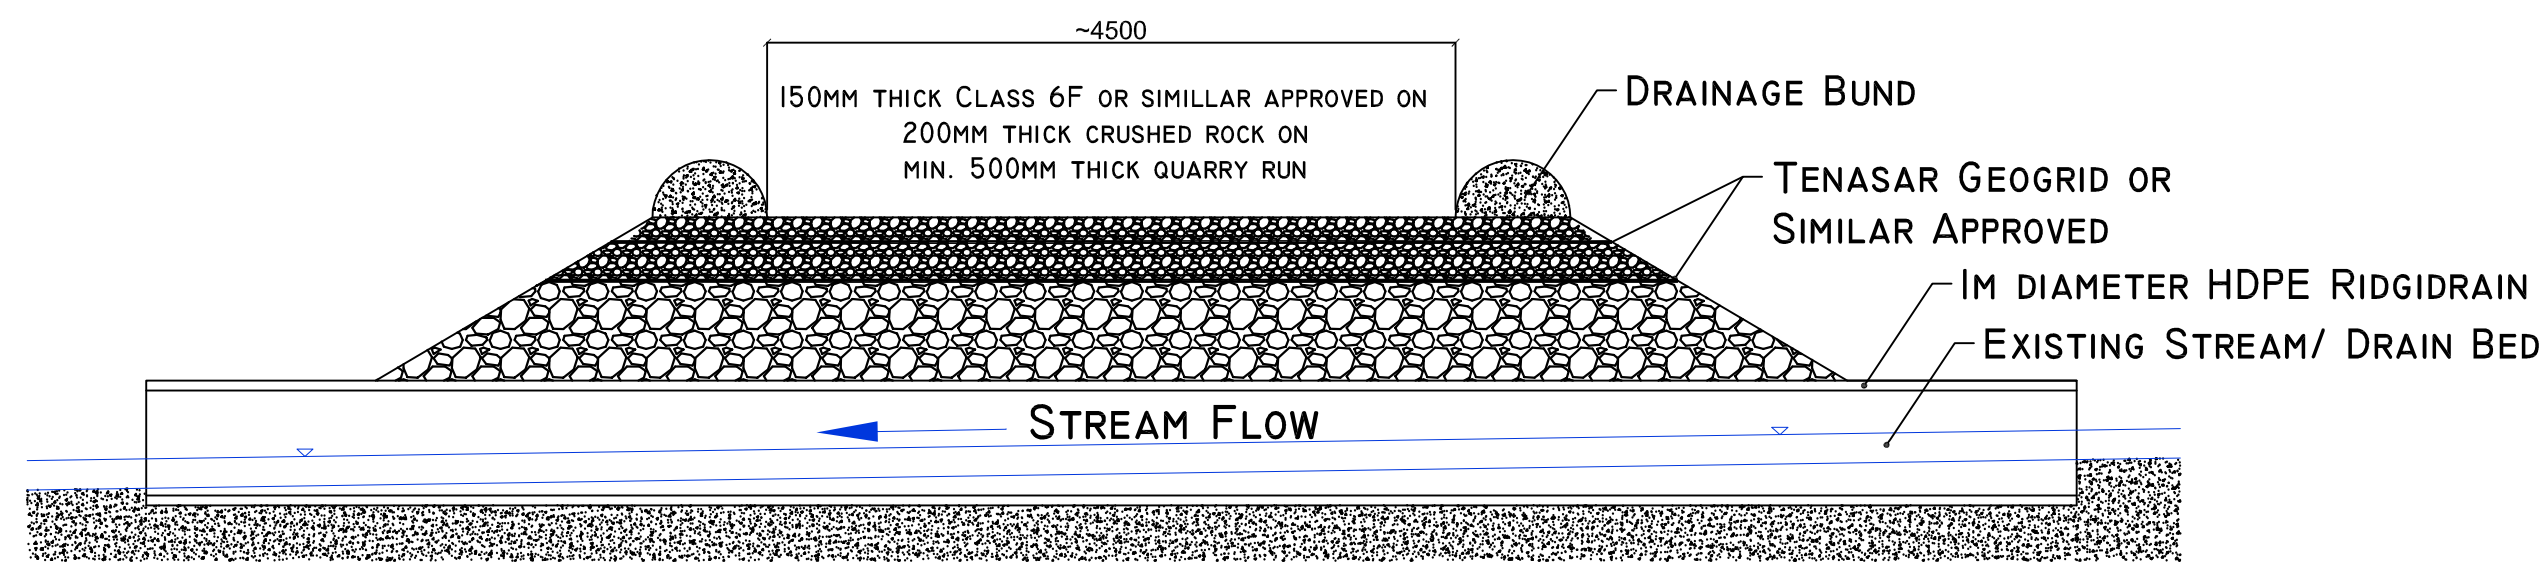 ~4500
150mm thick Class 6F or simillar approved on
200mm thick crushed rock on
min. 500mm thick quarry run
Drainage Bund
Tenasar Geogrid or
Similar Approved
1m diameter HDPE Ridgidrain
Existing Stream/ Drain Bed
Stream Flow